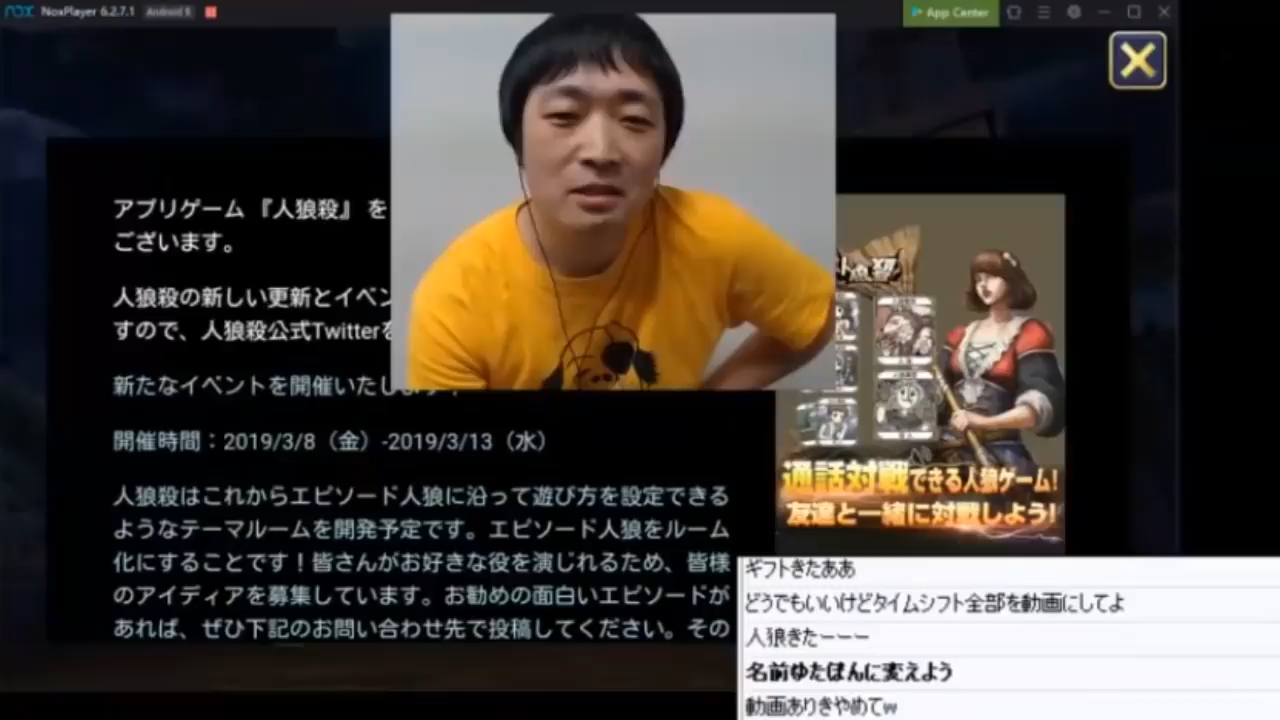 nox NoxPlayer 6.2.7.1 Android 5
App Center
アプリゲーム『人狼殺』を
ございます。
人狼殺の新しい更新とイベン
すので、人狼殺公式Twitterを
新たなイベントを開催いたします!
開催時間：2019/3/8（金）-2019/3/13（水）
人狼殺はこれからエピソード人狼に沿って遊び方を設定できる
ようなテーマルームを開発予定です。エピソード人狼をルーム
化にすることです！皆さんがお好きな役を演じれるため、皆様
のアイディアを募集しています。お勧めの面白いエピソードが
あれば、ぜひ下記のお問い合わせ先で投稿してください。その
通話対戦できる人狼ゲーム!
友達と一緒に対戦しよう!
ギフトきたああ
どうでもいいけどタイムシフト全部を動画にしてよ
人狼きたーーー
名前ゆたぽんに変えよう
動画ありきやめてw